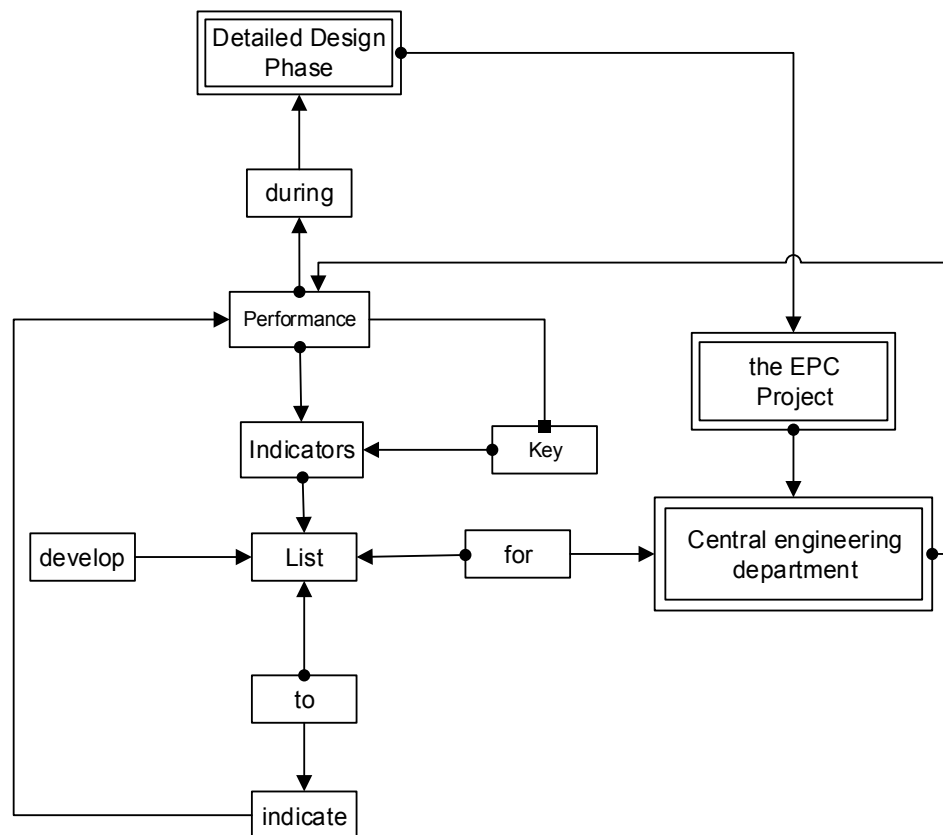 Detailed Design
Phase
during
Performance
the EPC
Project
Indicators
Key
develop
List
for
Central engineering
department
to
indicate